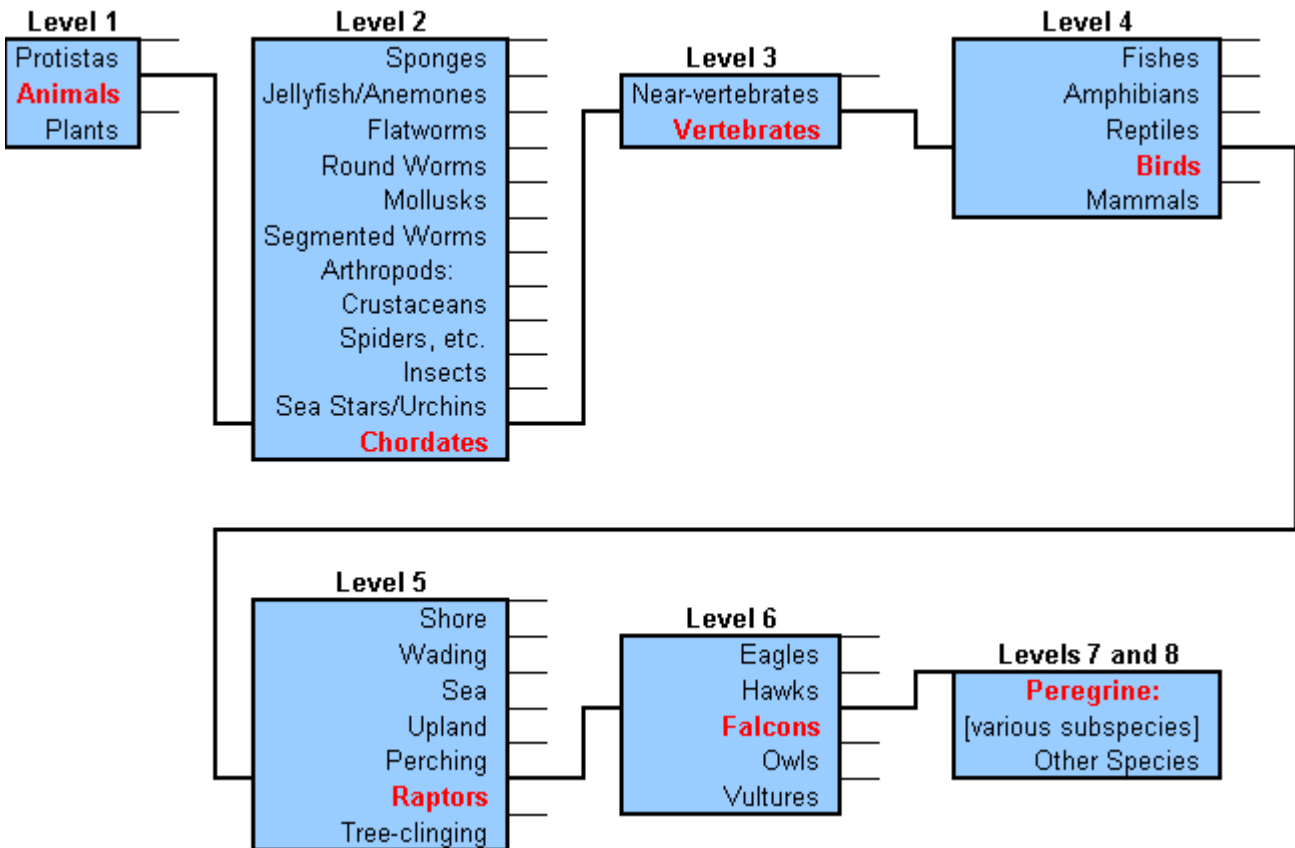 Level 1
Protistas
Animals
Plants
Level 2
Sponges
Jellyfish/Anemones
Flatworms
Round Worms
Mollusks
Segmented Worms
Arthropods:
Crustaceans
Spiders, etc.
Insects
Sea Stars/Urchins
Chordates
Level 3
Near-vertebrates
Vertebrates
Level 4
Fishes
Amphibians
Reptiles
Birds
Mammals
Level 5
Shore
Wading
Sea
Upland
Perching
Raptors
Tree-clinging
Level 6
Eagles
Hawks
Falcons
Owls
Vultures
Levels 7 and 8
Peregrine:
[various subspecies]
Other Species